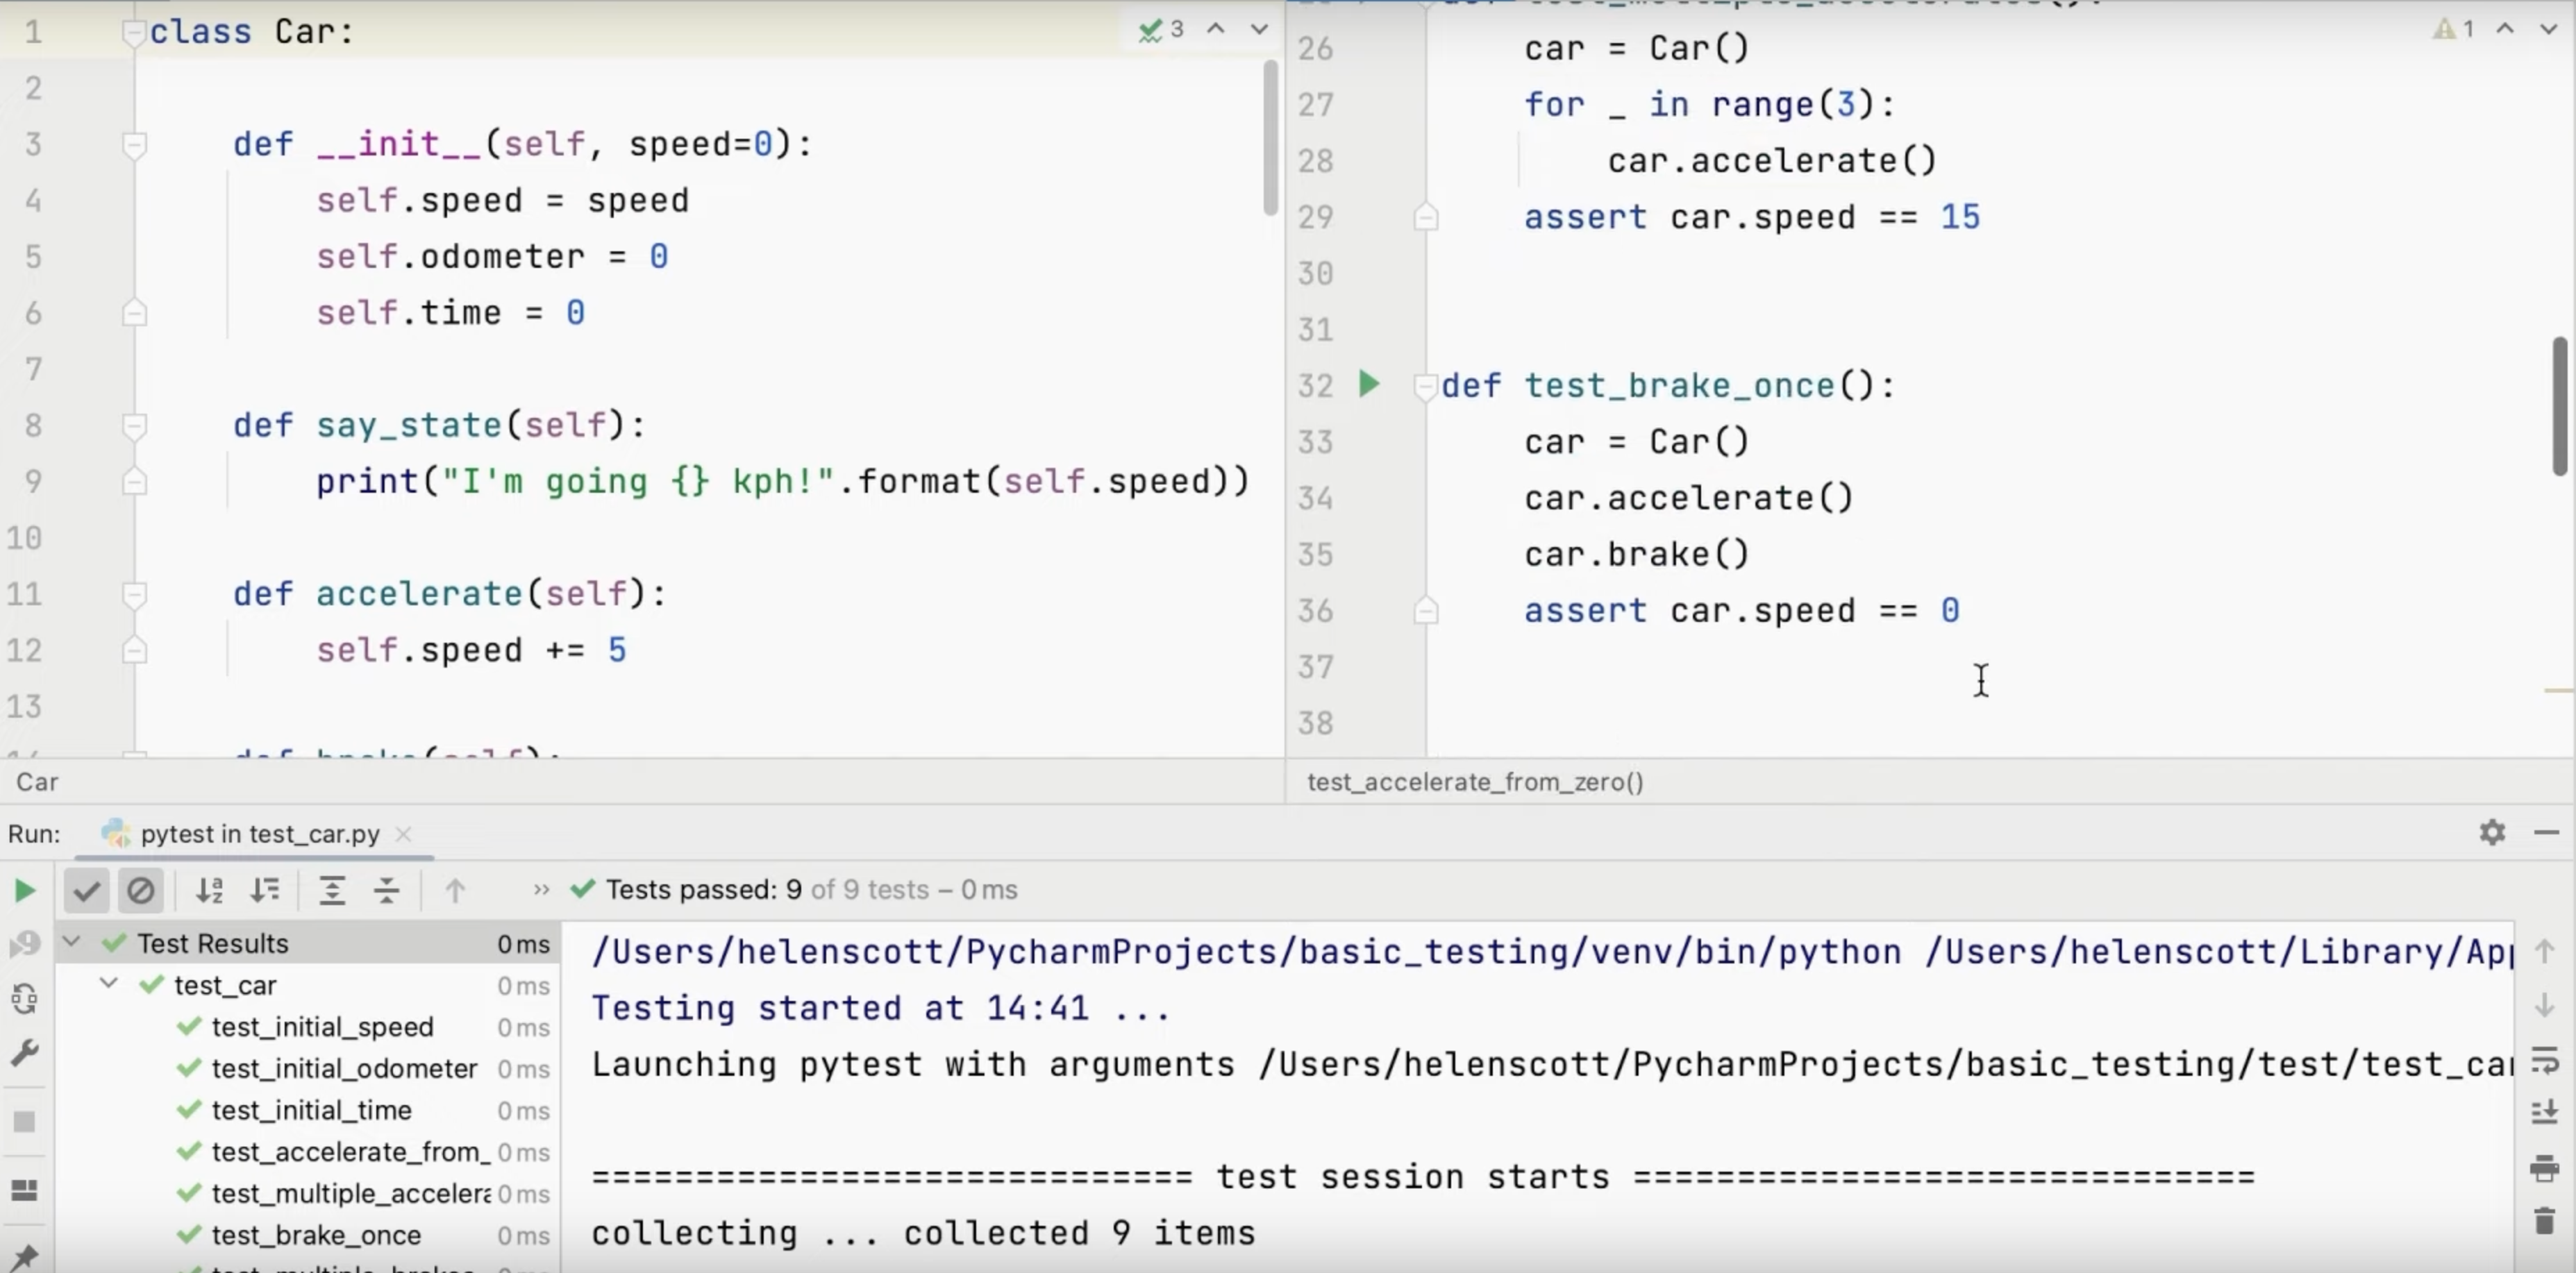 1 class Car:
3
2
3 def __init__(self, speed=0):
4 self.speed = speed
5 self.odometer = 0
6 self.time = 0
7
8 def say_state(self):
9 print("I'm going {} kph!".format(self.speed))
10
11 def accelerate(self):
12 self.speed += 5
13
def brake(self):
Car
1
26 car = Car()
27 for _ in range(3):
28 car.accelerate()
29 assert car.speed == 15
30
31
32 def test_brake_once():
33 car = Car()
34 car.accelerate()
35 car.brake()
36 assert car.speed == 0
37
38
test_accelerate_from_zero()
Run: pytest in test_car.py
Tests passed: 9 of 9 tests – 0 ms
Test Results 0 ms
test_car 0 ms
test_initial_speed 0 ms
test_initial_odometer 0 ms
test_initial_time 0 ms
test_accelerate_from_ 0 ms
test_multiple_accelera 0 ms
test_brake_once 0 ms
/Users/helenscott/PycharmProjects/basic_testing/venv/bin/python /Users/helenscott/Library/App
Testing started at 14:41 ...
Launching pytest with arguments /Users/helenscott/PycharmProjects/basic_testing/test/test_car
============================= test session starts ==============================
collecting ... collected 9 items